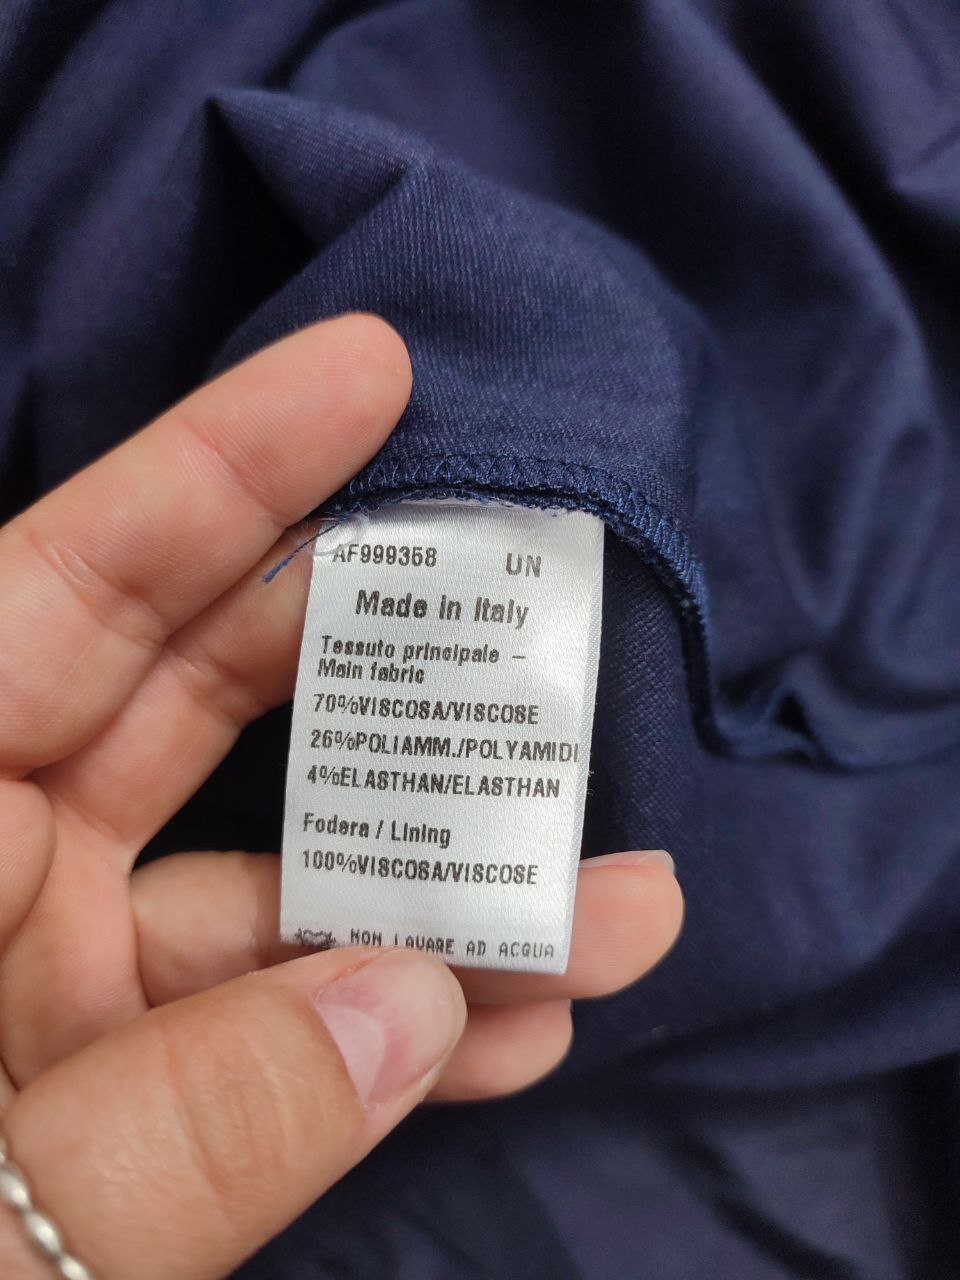 AF999358 UN
Made in Italy
Tessuto principale –
Main fabric
70%VISCOSA/VISCOSE
26%POLIAMM./POLYAMIDI
4%ELASTHAN/ELASTHAN
Fodera / Lining
100%VISCOSA/VISCOSE
NON LAVARE AD ACQUA